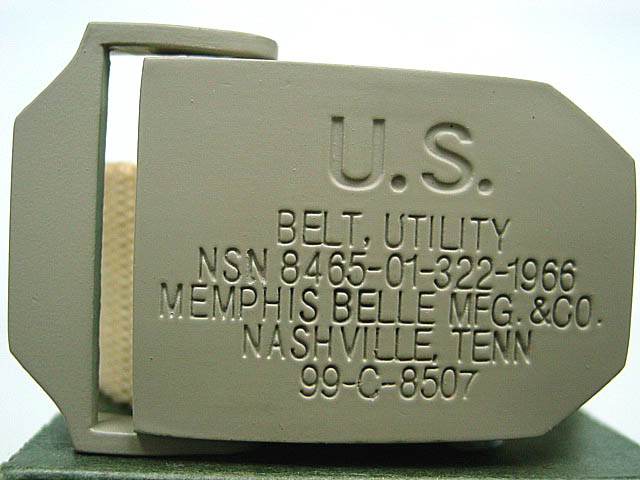 U.S.
BELT, UTILITY
NSN 8465-01-322-1966
MEMPHIS BELLE MFG. &CO.
NASHVILLE, TENN
99-C-8507